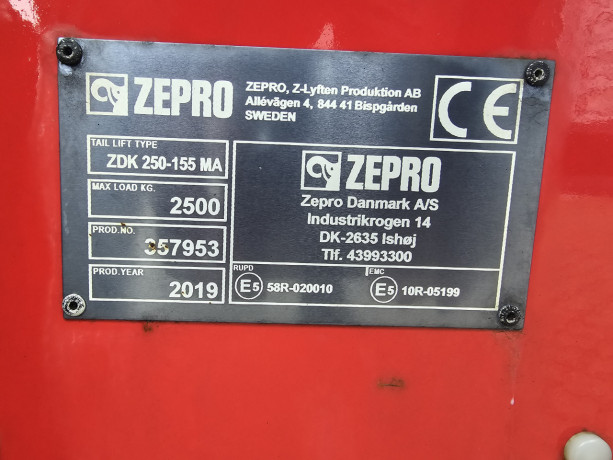 ZEPRO
ZEPRO, Z-Lyften Produktion AB
Allévägen 4, 844 41 Bispgården
SWEDEN
CE
TAIL LIFT TYPE
ZDK 250-155 MA
MAX LOAD KG.
2500
PROD.NO.
357953
PROD.YEAR
2019
ZEPRO
Zepro Danmark A/S
Industrikrogen 14
DK-2635 Ishøj
Tlf. 43993300
RUPD
E5 58R-020010
EMC
E5 10R-05199